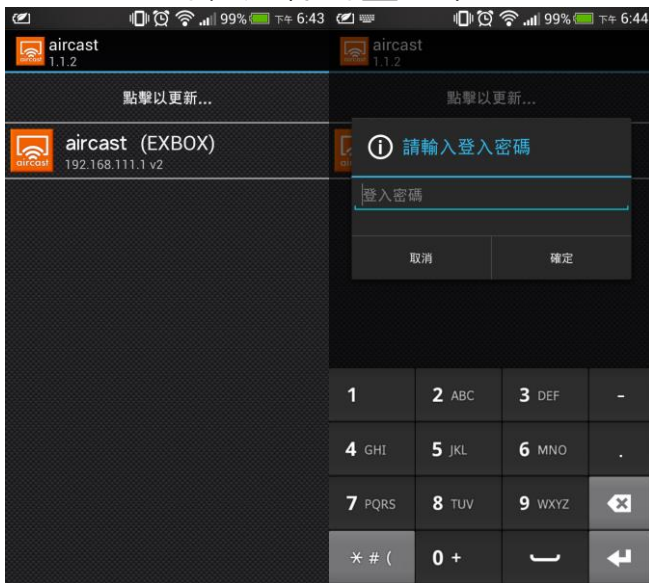 99% 下午 6:43
aircast
1.1.2
點擊以更新...
aircast (EXBOX)
192.168.111.1 v2
aircast
99% 下午 6:44
aircast
1.1.2
點擊以更新...
請輸入登入密碼
登入密碼
取消 確定
1 2 ABC 3 DEF -
4 GHI 5 JKL 6 MNO .
7 PQRS 8 TUV 9 WXYZ
* # ( 0 +